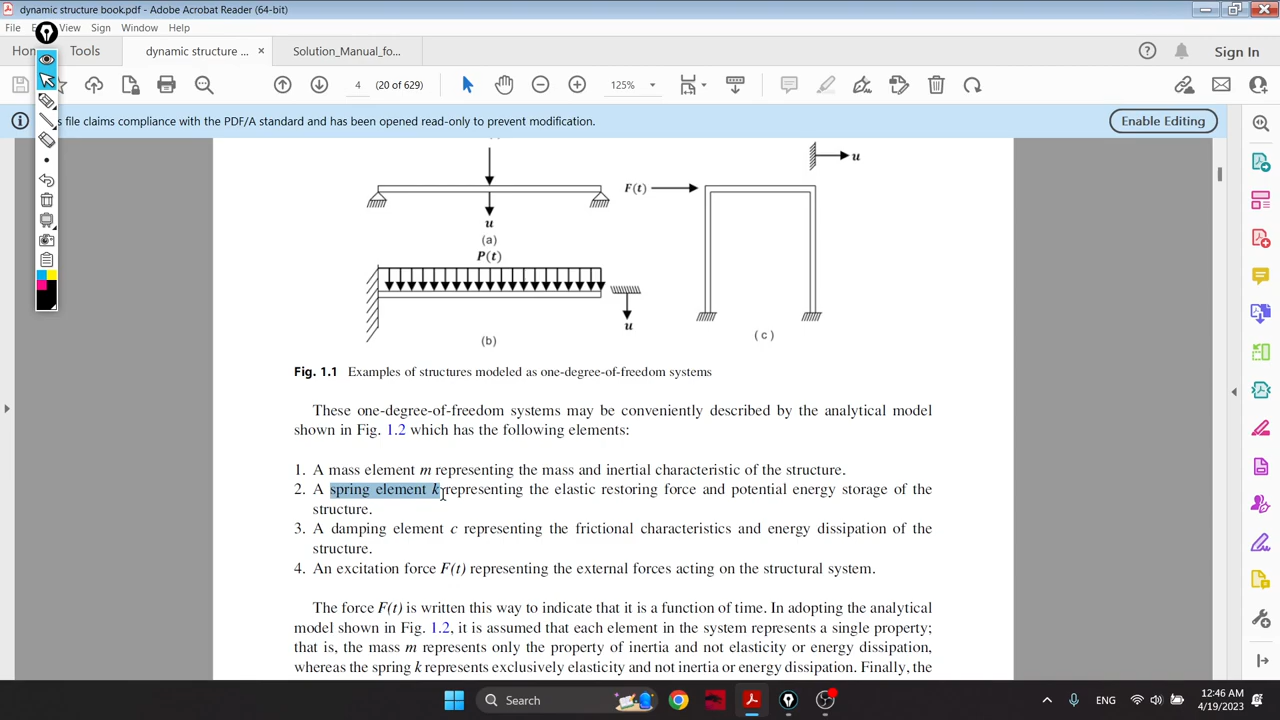 dynamic structure book.pdf - Adobe Acrobat Reader (64-bit)
File
View Sign Window Help
Tools dynamic structure ... × Solution_Manual_fo... Sign In
4 (20 of 629) 125%
file claims compliance with the PDF/A standard and has been opened read-only to prevent modification. Enable Editing
u
F(t)
u
(a)
P(t)
u
(b) ( c )
Fig. 1.1 Examples of structures modeled as one-degree-of-freedom systems
These one-degree-of-freedom systems may be conveniently described by the analytical model
shown in Fig. 1.2 which has the following elements:
1. A mass element m representing the mass and inertial characteristic of the structure.
2. A spring element k representing the elastic restoring force and potential energy storage of the
structure.
3. A damping element c representing the frictional characteristics and energy dissipation of the
structure.
4. An excitation force F(t) representing the external forces acting on the structural system.
The force F(t) is written this way to indicate that it is a function of time. In adopting the analytical
model shown in Fig. 1.2, it is assumed that each element in the system represents a single property;
that is, the mass m represents only the property of inertia and not elasticity or energy dissipation,
whereas the spring k represents exclusively elasticity and not inertia or energy dissipation. Finally, the
Search ENG 12:46 AM
4/19/2023